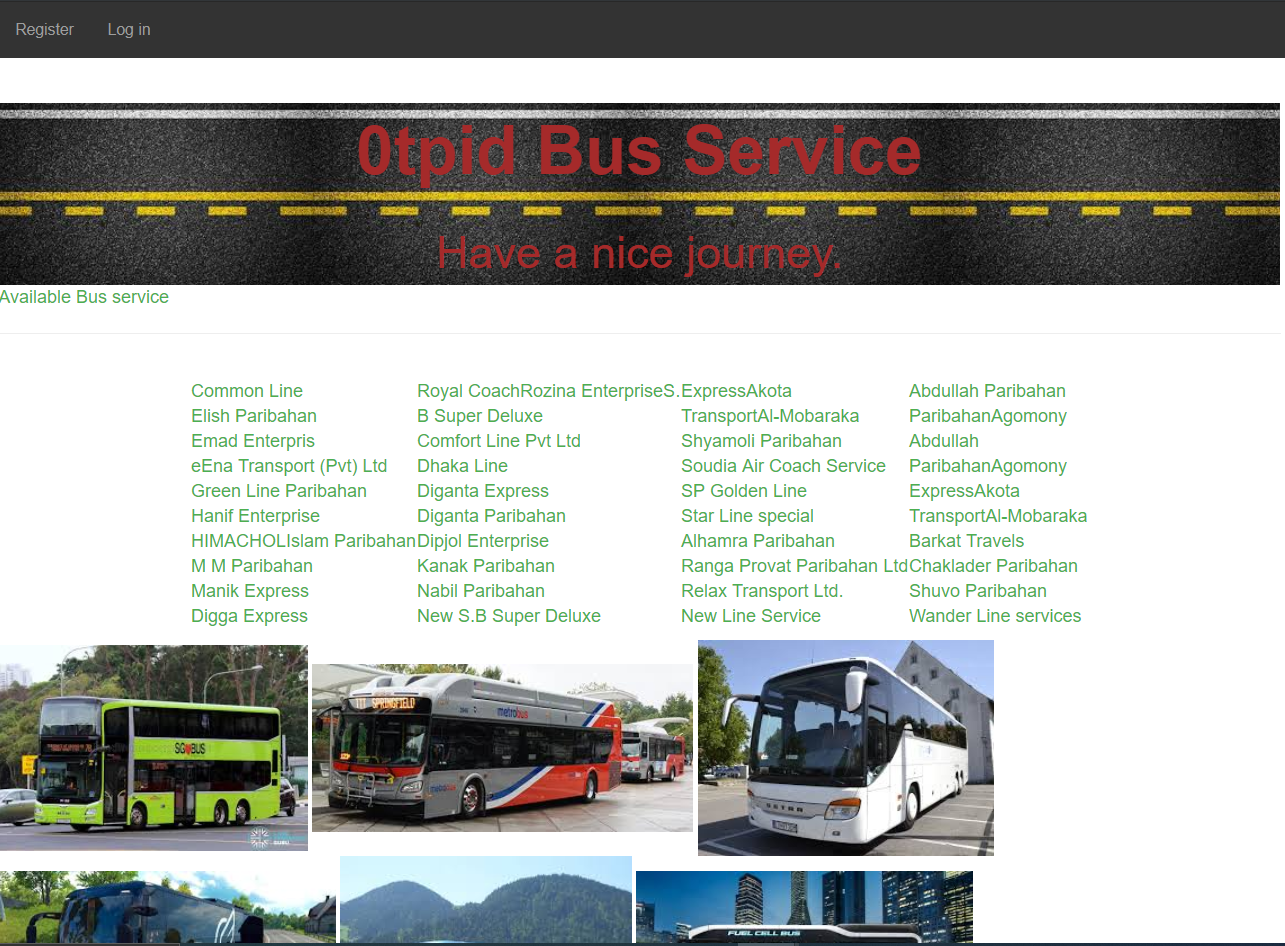 Register Log in
0tpid Bus Service
Have a nice journey.
Available Bus service
Common Line
Elish Paribahan
Emad Enterpris
eEna Transport (Pvt) Ltd
Green Line Paribahan
Hanif Enterprise
HIMACHOLIslam Paribahan
M M Paribahan
Manik Express
Digga Express
Royal CoachRozina EnterpriseS.
B Super Deluxe
Comfort Line Pvt Ltd
Dhaka Line
Diganta Express
Diganta Paribahan
Dipjol Enterprise
Kanak Paribahan
Nabil Paribahan
New S.B Super Deluxe
ExpressAkota
TransportAl-Mobaraka
Shyamoli Paribahan
Soudia Air Coach Service
SP Golden Line
Star Line special
Alhamra Paribahan
Ranga Provat Paribahan Ltd
Relax Transport Ltd.
New Line Service
Abdullah Paribahan
ParibahanAgomony
Abdullah
ParibahanAgomony
ExpressAkota
TransportAl-Mobaraka
Barkat Travels
Chaklader Paribahan
Shuvo Paribahan
Wander Line services
SG♥BUS
SPRINGFIELD
metrobus
metrobus
SETRA
FUEL CELL BUS